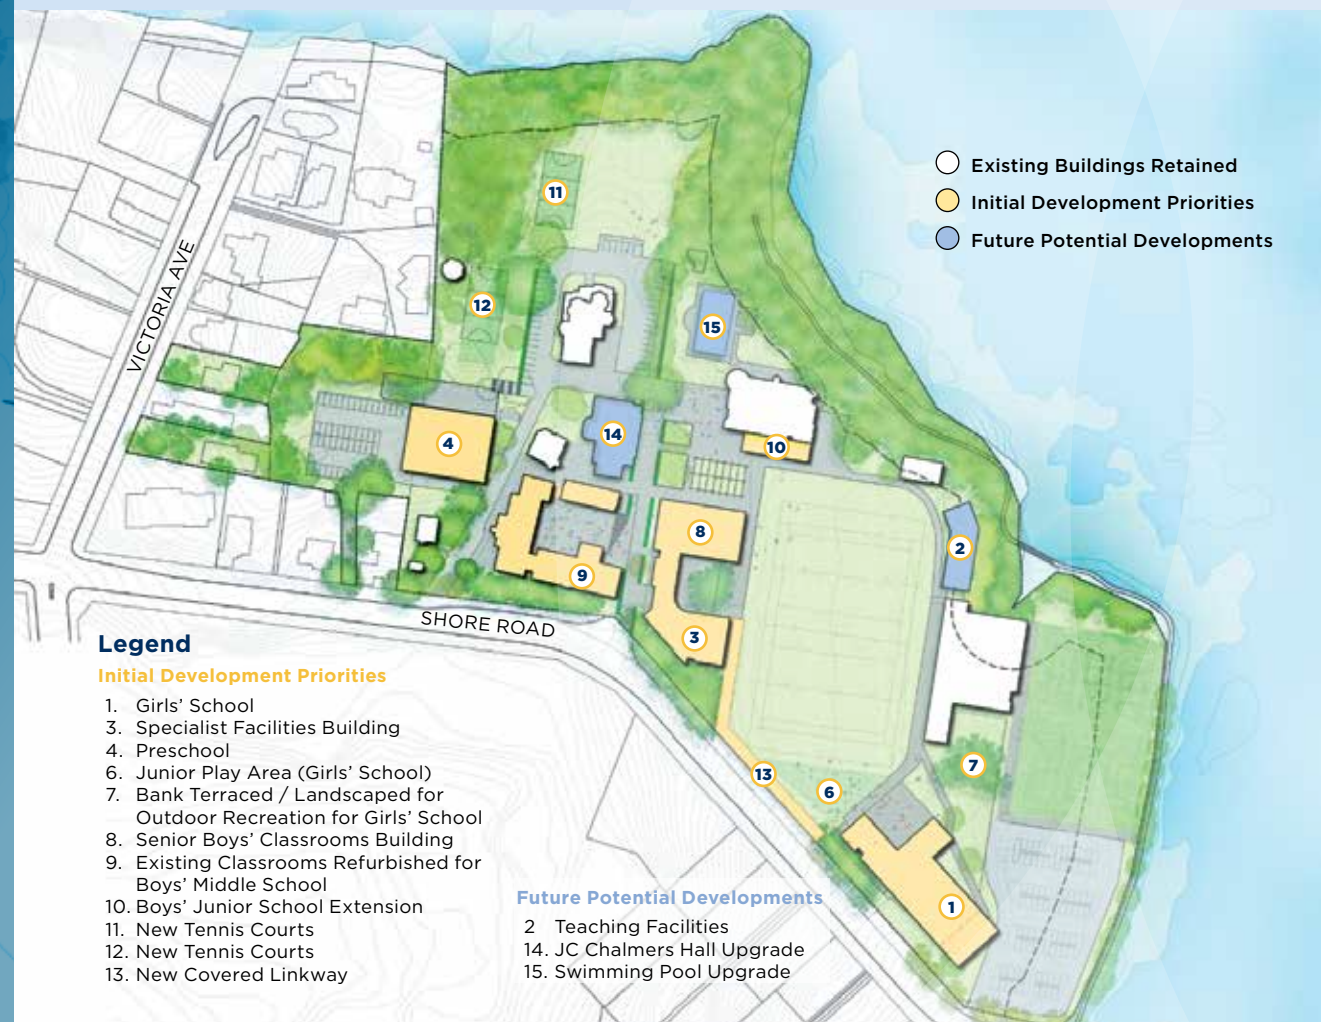 Existing Buildings Retained
Initial Development Priorities
Future Potential Developments
VICTORIA AVE
11
12
15
4
14
10
8
2
9
SHORE ROAD
3
13
6
7
1
Legend
Initial Development Priorities
1. Girls' School
3. Specialist Facilities Building
4. Preschool
6. Junior Play Area (Girls' School)
7. Bank Terraced / Landscaped for
Outdoor Recreation for Girls' School
8. Senior Boys' Classrooms Building
9. Existing Classrooms Refurbished for
Boys' Middle School
10. Boys' Junior School Extension
11. New Tennis Courts
12. New Tennis Courts
13. New Covered Linkway
Future Potential Developments
2 Teaching Facilities
14. JC Chalmers Hall Upgrade
15. Swimming Pool Upgrade